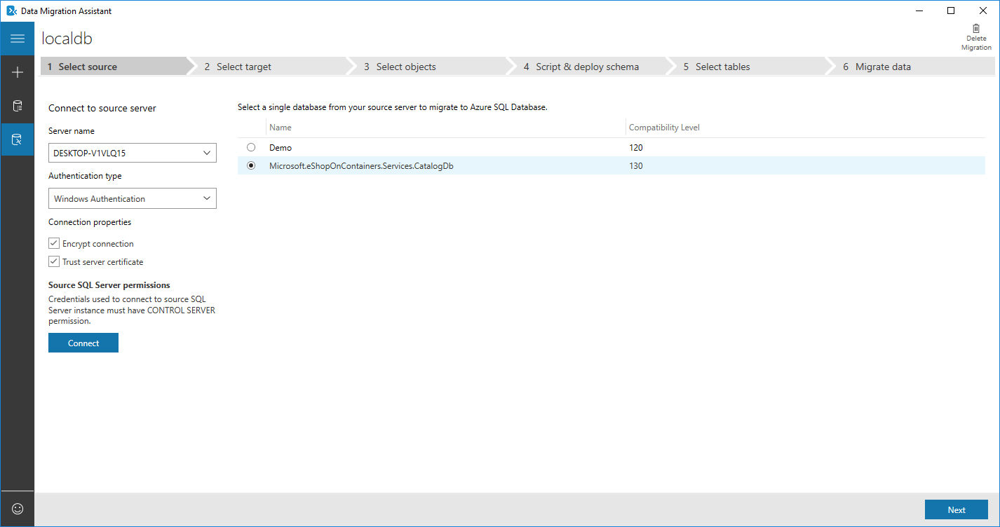 Data Migration Assistant
localdb
Delete
Migration
1 Select source
2 Select target
3 Select objects
4 Script & deploy schema
5 Select tables
6 Migrate data
Connect to source server
Server name
DESKTOP-V1VLQ15
Authentication type
Windows Authentication
Connection properties
Encrypt connection
Trust server certificate
Source SQL Server permissions
Credentials used to connect to source SQL
Server instance must have CONTROL SERVER
permission.
Connect
Select a single database from your source server to migrate to Azure SQL Database.
Name Compatibility Level
Demo 120
Microsoft.eShopOnContainers.Services.CatalogDb 130
Next